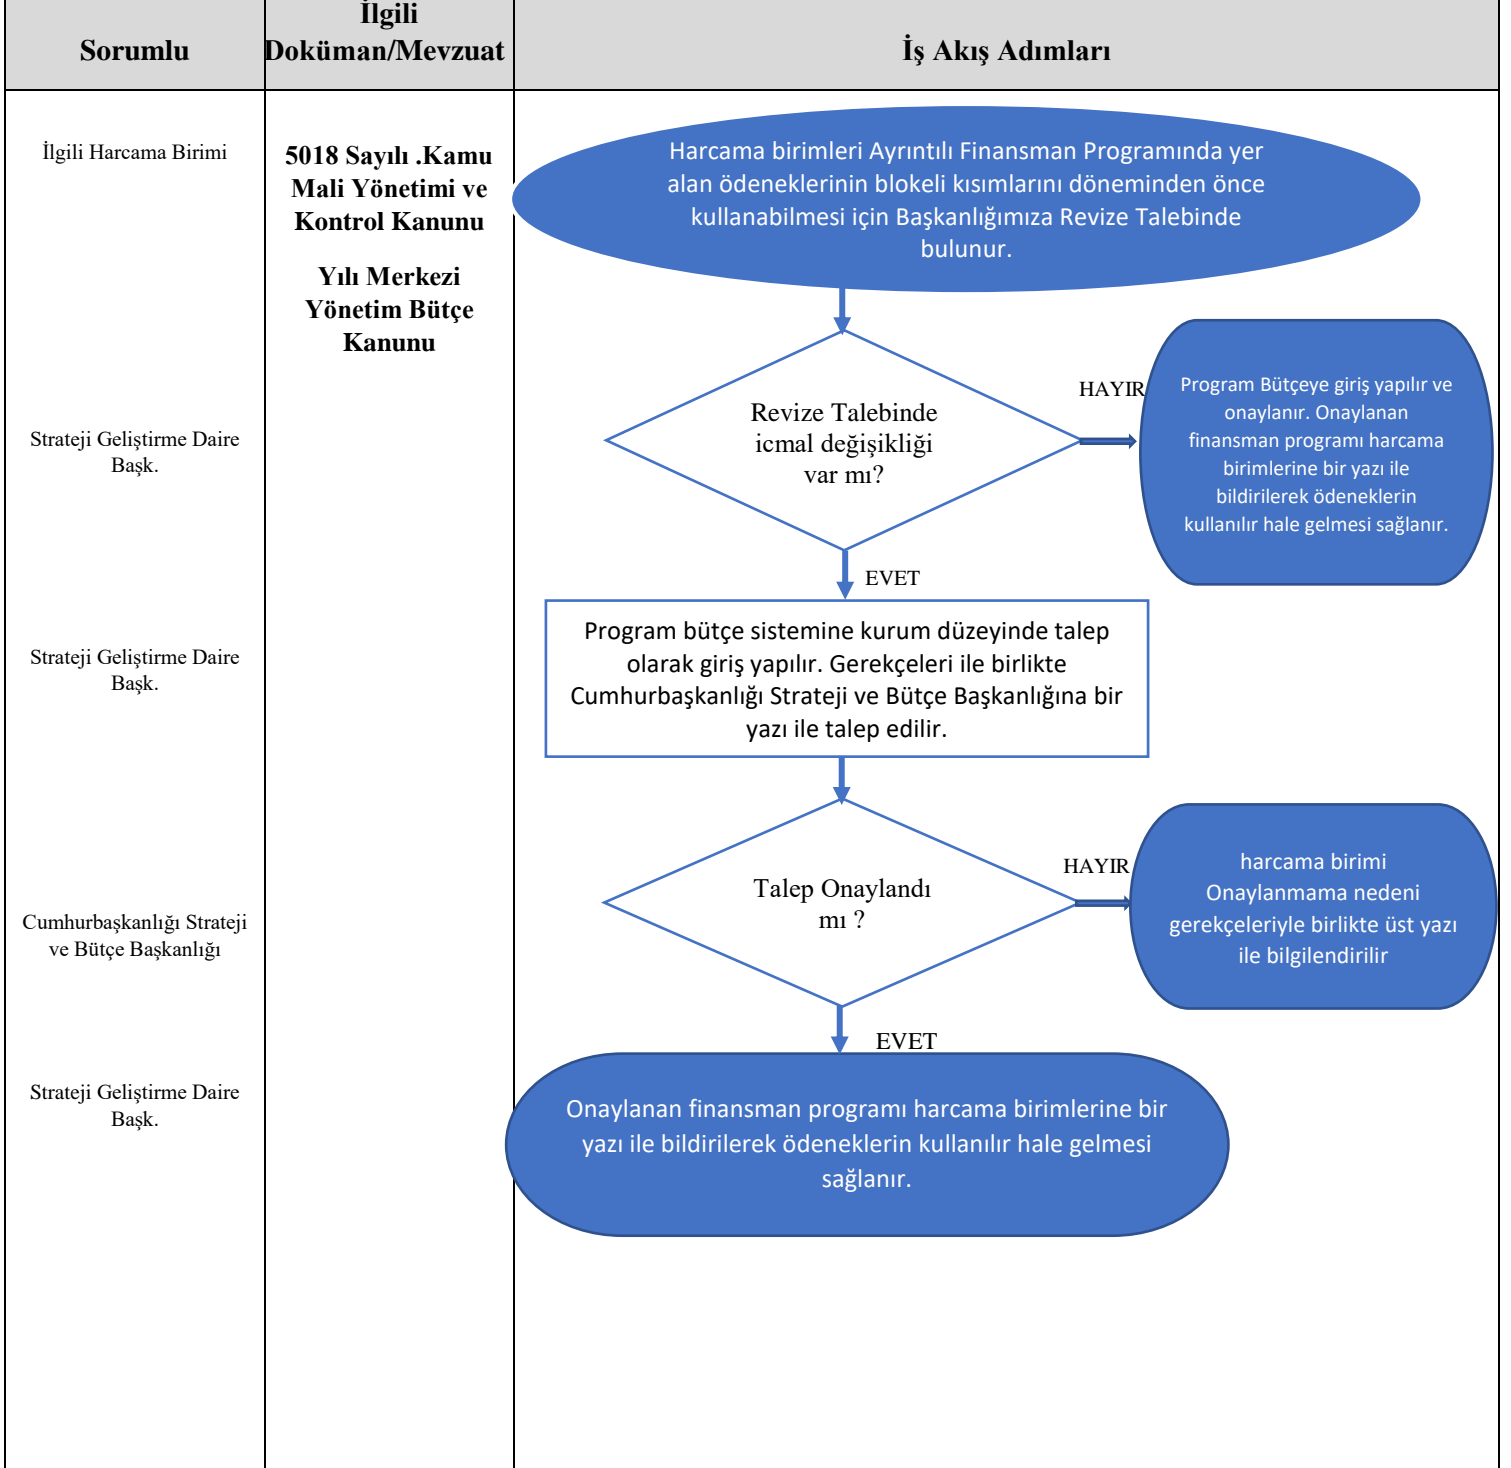 Sorumlu
İlgili
Doküman/Mevzuat
İş Akış Adımları
İlgili Harcama Birimi
5018 Sayılı .Kamu
Mali Yönetimi ve
Kontrol Kanunu
Yılı Merkezi
Yönetim Bütçe
Kanunu
Harcama birimleri Ayrıntılı Finansman Programında yer
alan ödeneklerinin blokeli kısımlarını döneminden önce
kullanabilmesi için Başkanlığımıza Revize Talebinde
bulunur.
Strateji Geliştirme Daire
Başk.
Revize Talebinde
icmal değişikliği
var mı?
HAYIR
Program Bütçeye giriş yapılır ve
onaylanır. Onaylanan
finansman programı harcama
birimlerine bir yazı ile
bildirilerek ödeneklerin
kullanılır hale gelmesi sağlanır.
EVET
Strateji Geliştirme Daire
Başk.
Program bütçe sistemine kurum düzeyinde talep
olarak giriş yapılır. Gerekçeleri ile birlikte
Cumhurbaşkanlığı Strateji ve Bütçe Başkanlığına bir
yazı ile talep edilir.
Cumhurbaşkanlığı Strateji
ve Bütçe Başkanlığı
Talep Onaylandı
mı ?
HAYIR
harcama birimi
Onaylanmama nedeni
gerekçeleriyle birlikte üst yazı
ile bilgilendirilir
EVET
Strateji Geliştirme Daire
Başk.
Onaylanan finansman programı harcama birimlerine bir
yazı ile bildirilerek ödeneklerin kullanılır hale gelmesi
sağlanır.